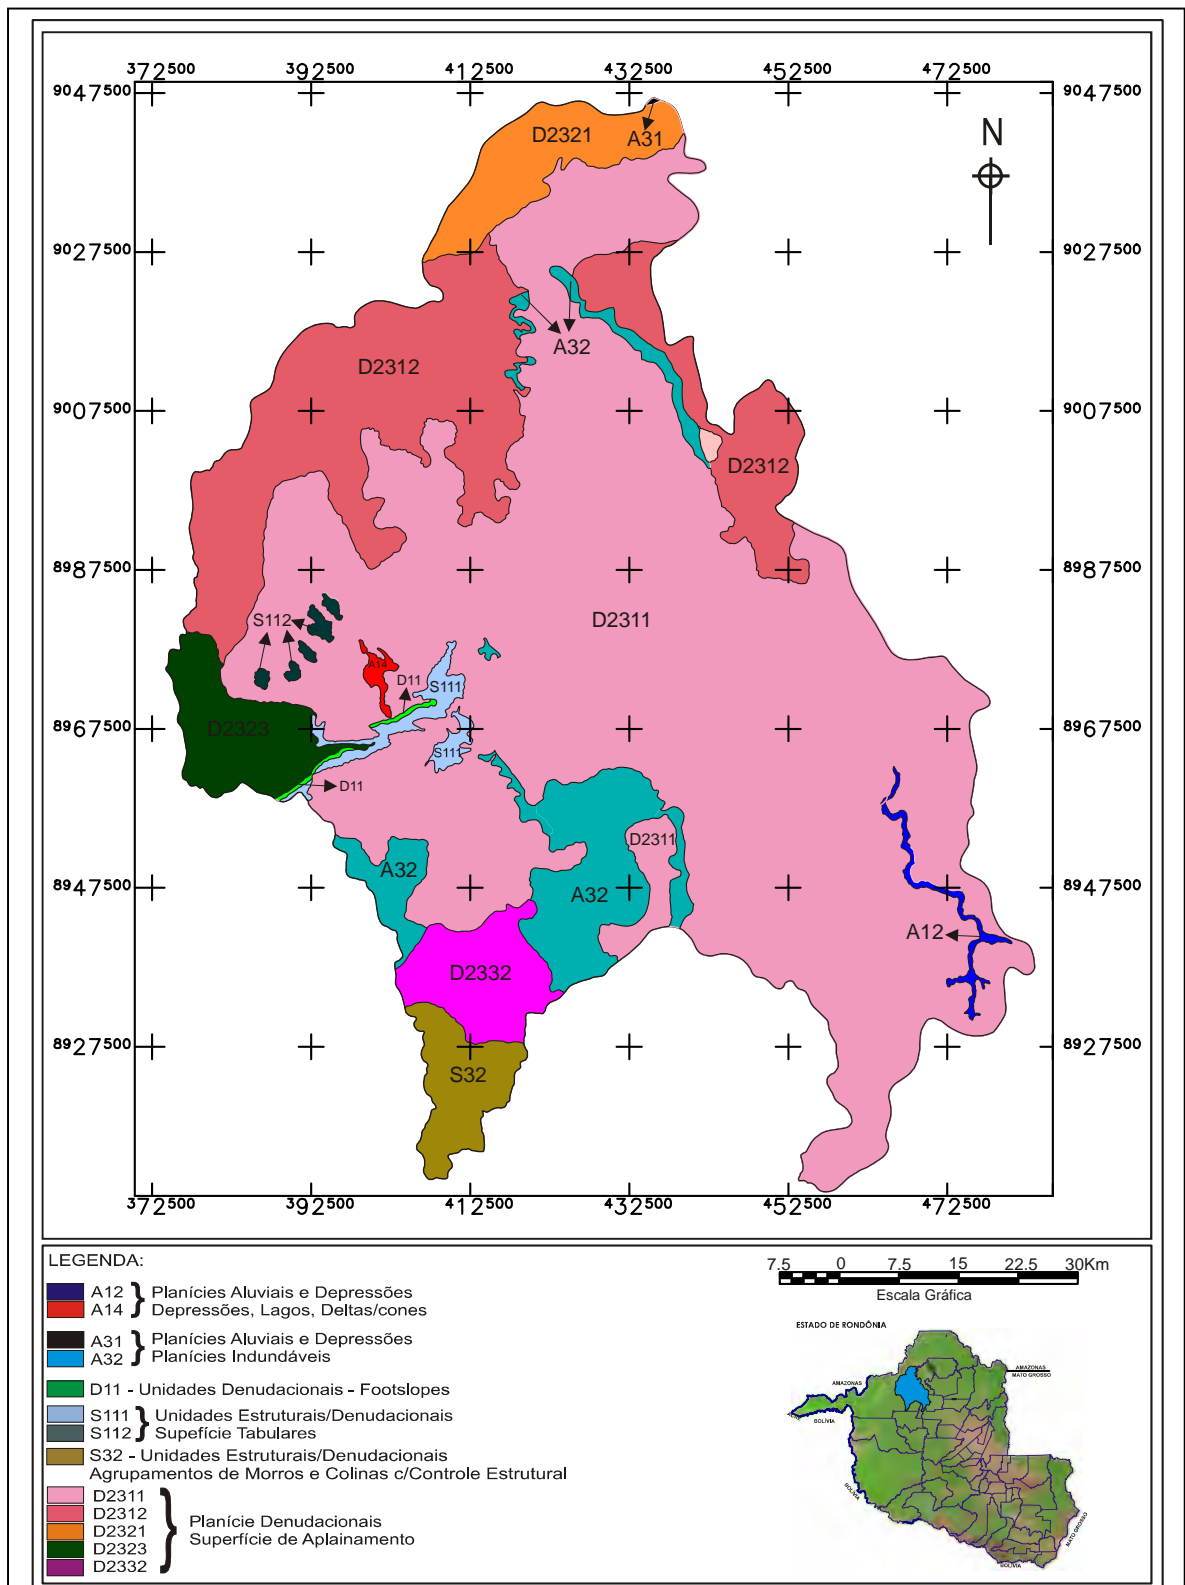 372500 392500 412500 432500 452500 472500
9047500 9047500
D2321
A31
N
9027500 9027500
A32
D2312
9007500 9007500
D2312
8987500 8987500
S112
D2311
A14
D11
S111
8967500 8967500
D2323
S111
D11
D2311
A32
8947500 8947500
A32
A12
D2332
8927500 8927500
S32
372500 392500 412500 432500 452500 472500
LEGENDA:
A12 } Planícies Aluviais e Depressões
A14 Depressões, Lagos, Deltas/cones
A31 } Planícies Aluviais e Depressões
A32 Planícies Indundáveis
D11 - Unidades Denudacionais - Footslopes
S111 } Unidades Estruturais/Denudacionais
S112 Supefície Tabulares
S32 - Unidades Estruturais/Denudacionais
Agrupamentos de Morros e Colinas c/Controle Estrutural
D2311
D2312
D2321
D2323
D2332
} Planície Denudacionais
Superfície de Aplainamento
7.5 0 7.5 15 22.5 30Km
Escala Gráfica
ESTADO DE RONDÔNIA
AMAZONAS
MATO GROSSO
AMAZONAS
ACRE
BOLÍVIA
BOLÍVIA
MATO GROSSO
BOLÍVIA